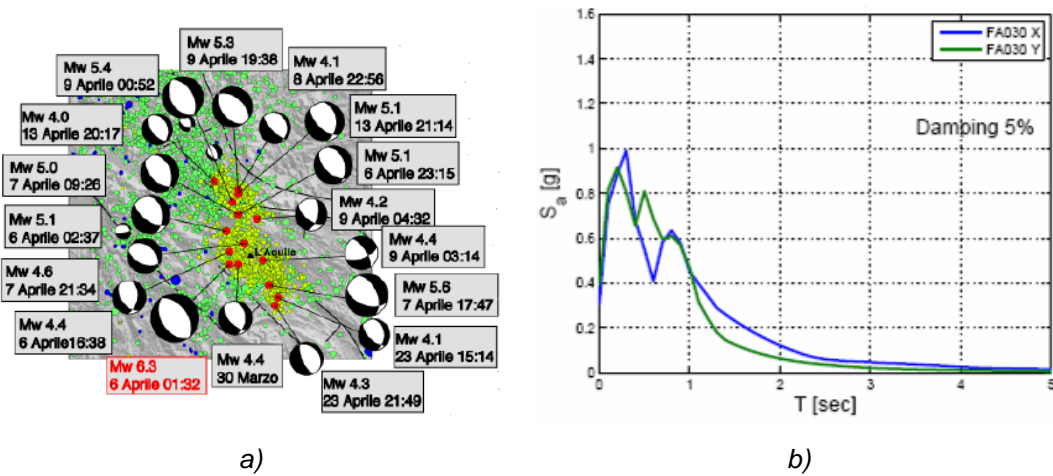 Mw 5.3
9 Aprile 19:38
Mw 5.4
9 Aprile 00:52
Mw 4.1
8 Aprile 22:56
Mw 4.0
13 Aprile 20:17
Mw 5.1
13 Aprile 21:14
Mw 5.0
7 Aprile 09:26
Mw 5.1
6 Aprile 23:15
Mw 5.1
6 Aprile 02:37
Mw 4.2
9 Aprile 04:32
Mw 4.4
9 Aprile 03:14
L'Aquila
Mw 4.6
7 Aprile 21:34
Mw 5.6
7 Aprile 17:47
Mw 4.4
6 Aprile16:38
Mw 4.1
23 Aprile 15:14
Mw 6.3
6 Aprile 01:32
Mw 4.4
30 Marzo
Mw 4.3
23 Aprile 21:49
a)
FA030 X
FA030 Y
Damping 5%
Sa [g]
1.6
1.4
1.2
1
0.8
0.6
0.4
0.2
0
0 1 2 3 4 5
T [sec]
b)